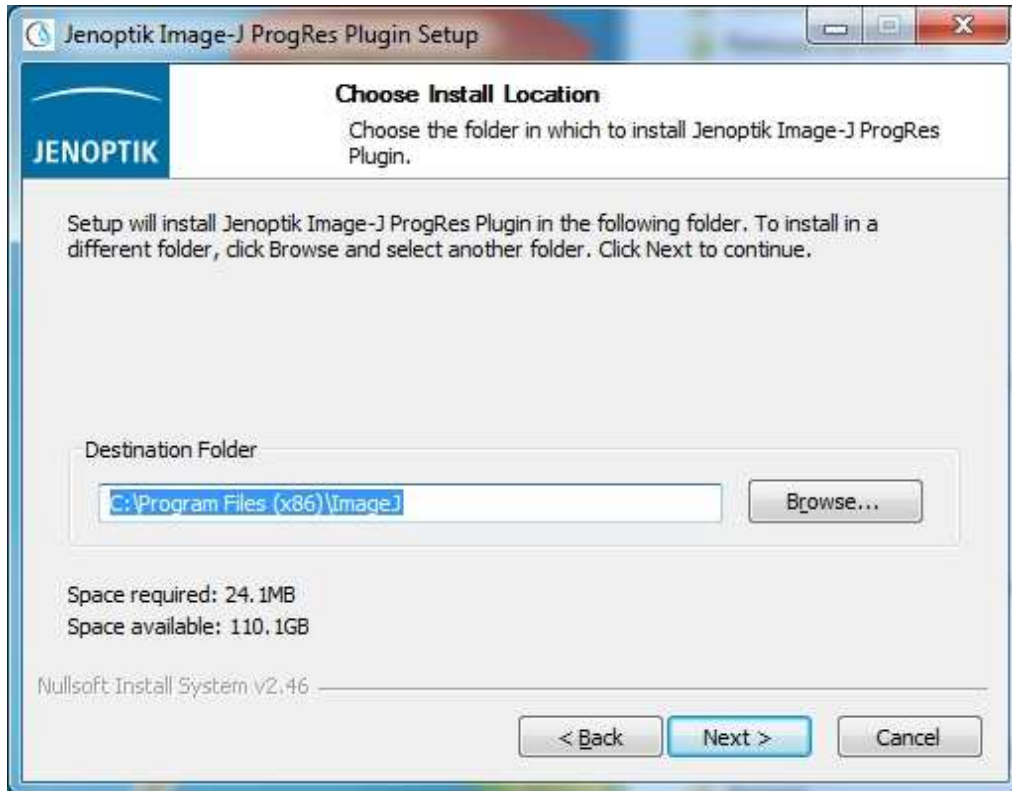 Jenoptik Image-J ProgRes Plugin Setup
JENOPTIK
Choose Install Location
Choose the folder in which to install Jenoptik Image-J ProgRes
Plugin.
Setup will install Jenoptik Image-J ProgRes Plugin in the following folder. To install in a
different folder, click Browse and select another folder. Click Next to continue.
Destination Folder
C:\Program Files (x86)\ImageJ
Browse...
Space required: 24.1MB
Space available: 110.1GB
Nullsoft Install System v2.46
< Back
Next >
Cancel